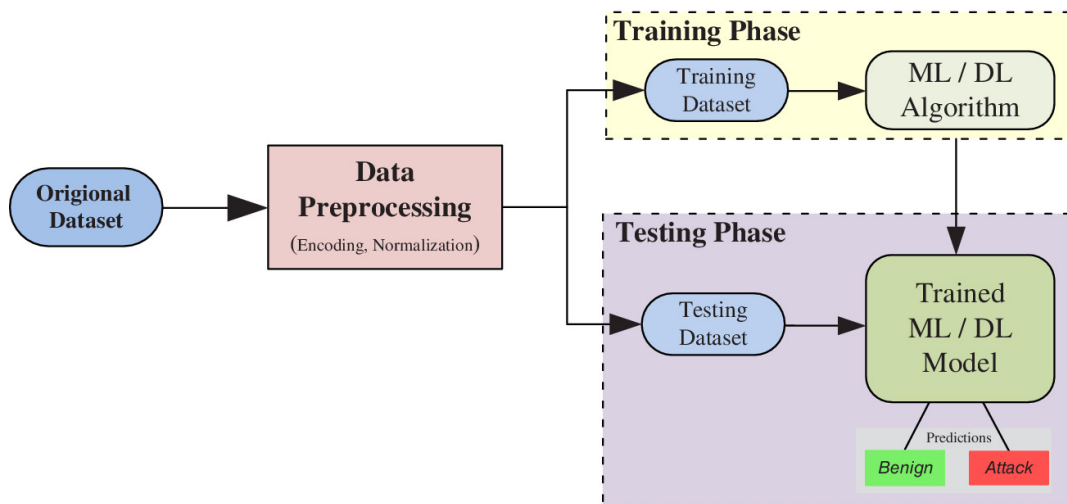 Training Phase
Training
Dataset
ML / DL
Algorithm
Origional
Dataset
Data
Preprocessing
(Encoding, Normalization)
Testing Phase
Testing
Dataset
Trained
ML / DL
Model
Predictions
Benign
Attack